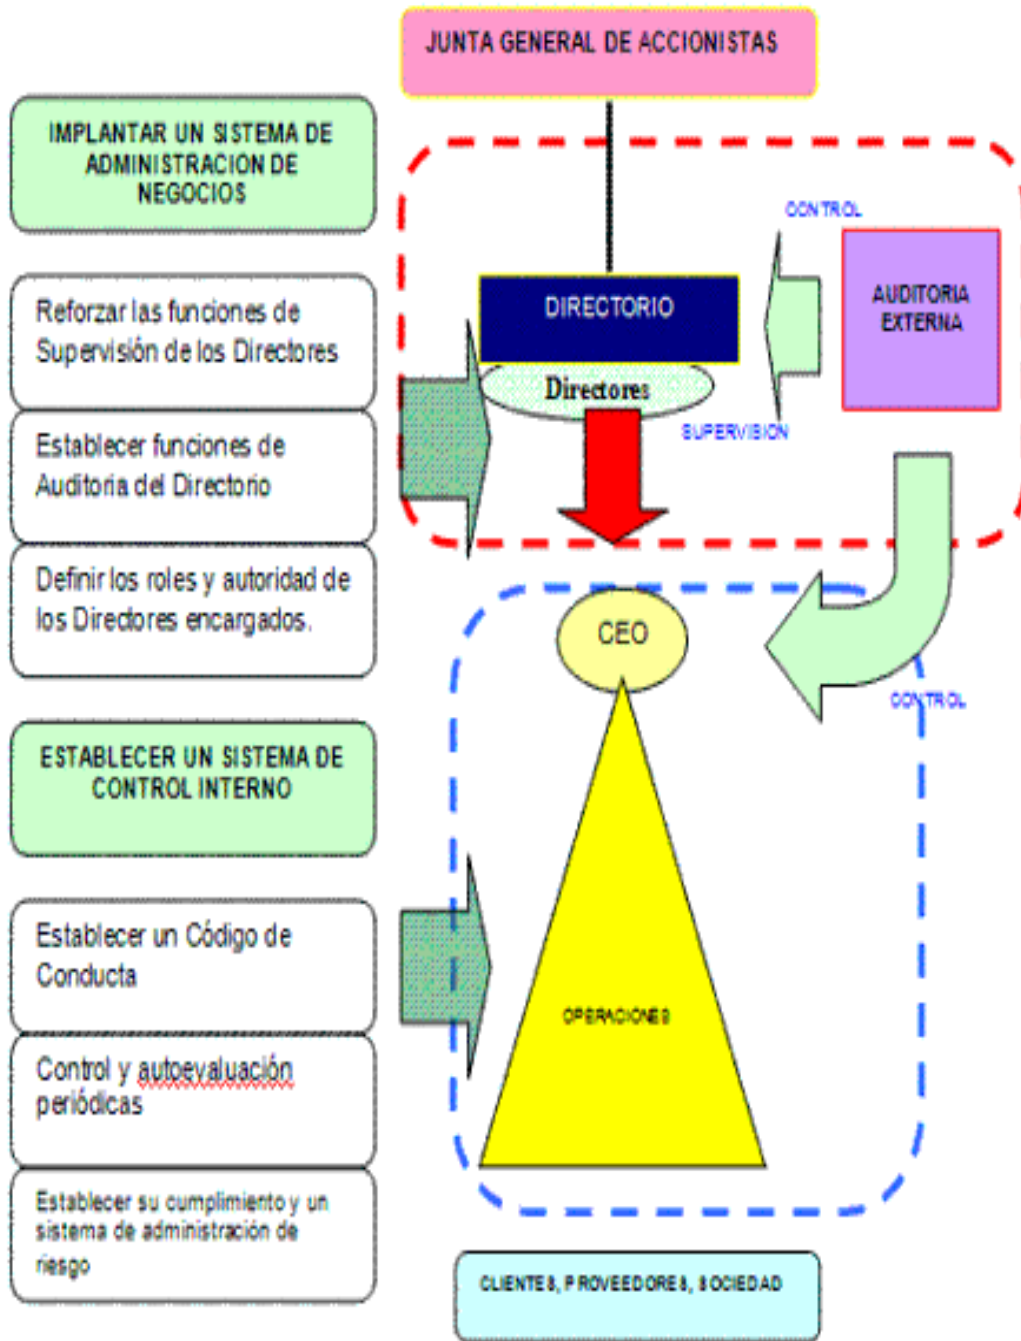 JUNTA GENERAL DE ACCIONISTAS
IMPLANTAR UN SISTEMA DE
ADMINISTRACION DE
NEGOCIOS
Reforzar las funciones de
Supervisión de los Directores
Establecer funciones de
Auditoria del Directorio
Definir los roles y autoridad de
los Directores encargados.
CONTROL
AUDITORIA
EXTERNA
DIRECTORIO
Directores
SUPERVISION
CEO
CONTROL
ESTABLECER UN SISTEMA DE
CONTROL INTERNO
Establecer un Código de
Conducta
Control y autoevaluación
periódicas
Establecer su cumplimiento y un
sistema de administración de
riesgo
OPERACIONES
CLIENTES, PROVEEDORES, SOCIEDAD